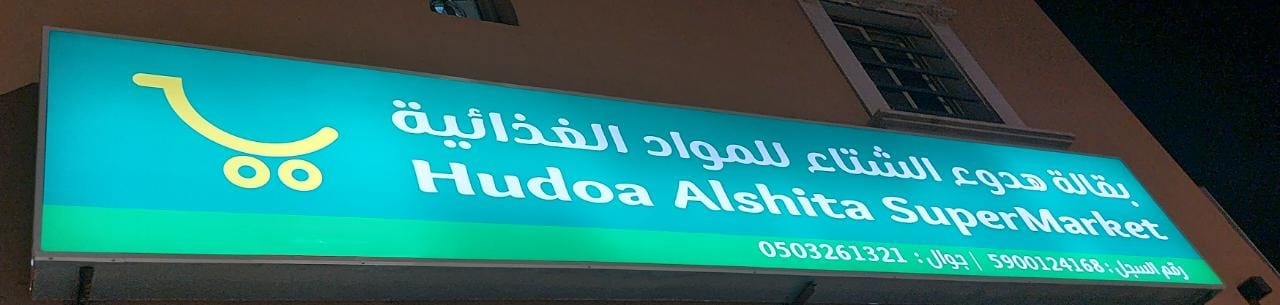 بقالة هدوء الشتاء للمواد الغذائية
Hudoa Alshita SuperMarket
رقم السجل : 5900124168 | جوال : 0503261321